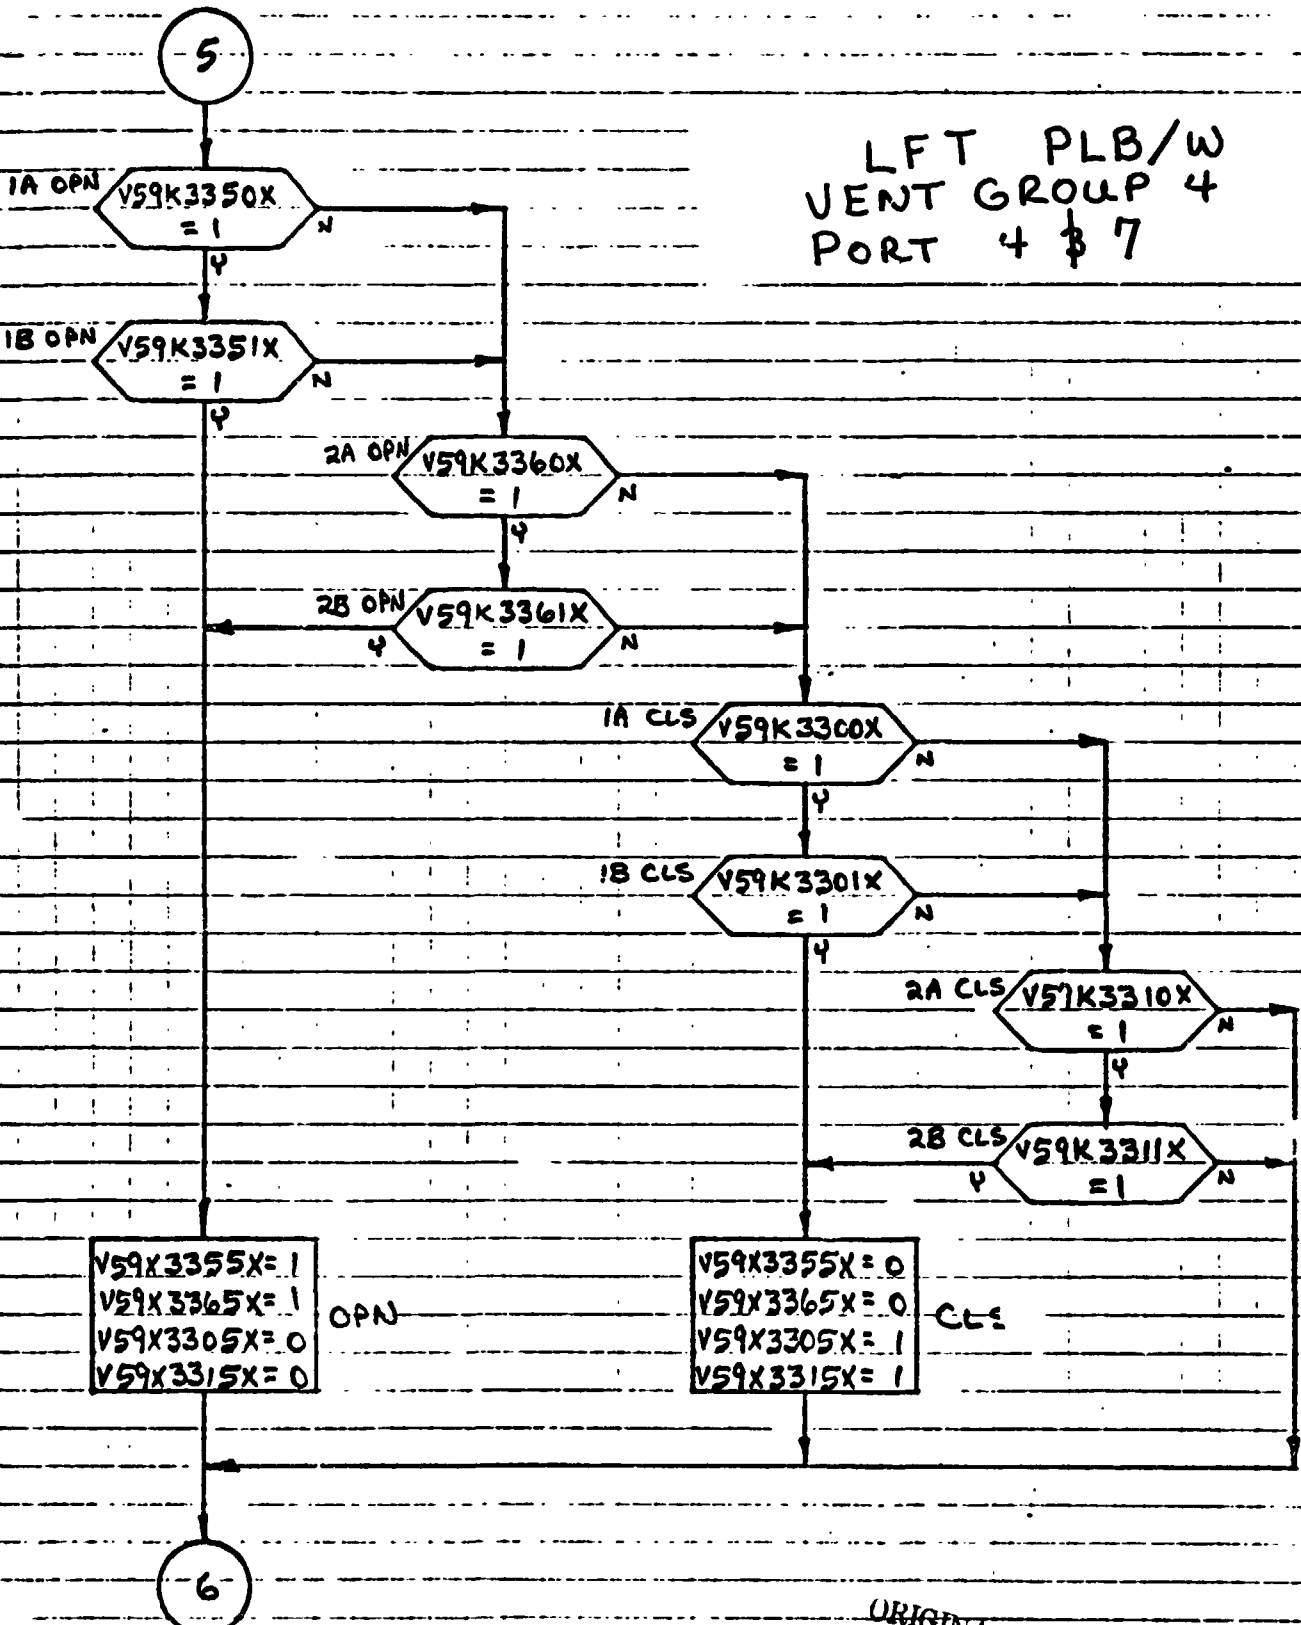 5
LFT PLB/W
VENT GROUP 4
PORT 4 & 7
1A OPN
V59K3350X
= 1
N
Y
1B OPN
V59K3351X
= 1
N
Y
2A OPN
V59K3360X
= 1
N
Y
2B OPN
V59K3361X
= 1
Y
N
1A CLS
V59K3300X
= 1
N
Y
1B CLS
V59K3301X
= 1
N
Y
2A CLS
V57K3310X
= 1
N
Y
2B CLS
V59K3311X
= 1
Y
N
V59X3355X= 1
V59X3365X= 1
V59X3305X= 0
V59X3315X= 0
OPN
V59X3355X= 0
V59X3365X= 0
V59X3305X= 1
V59X3315X= 1
CLS
6